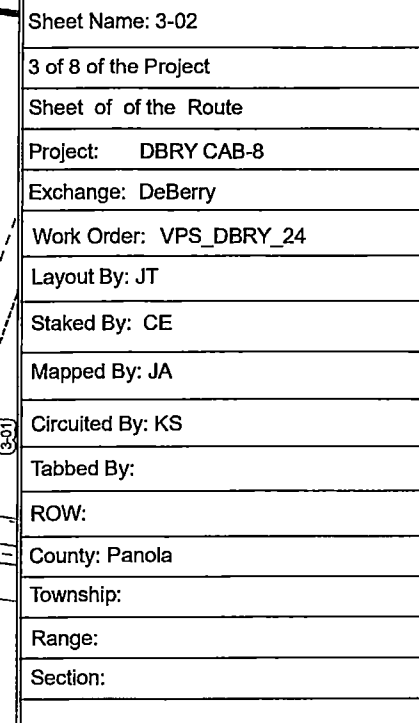 Sheet Name: 3-02
3 of 8 of the Project
Sheet of of the Route
Project: DBRY CAB-8
Exchange: DeBerry
Work Order: VPS_DBRY_24
Layout By: JT
Staked By: CE
Mapped By: JA
3-01
Circuited By: KS
Tabbed By:
ROW:
County: Panola
Township:
Range:
Section: